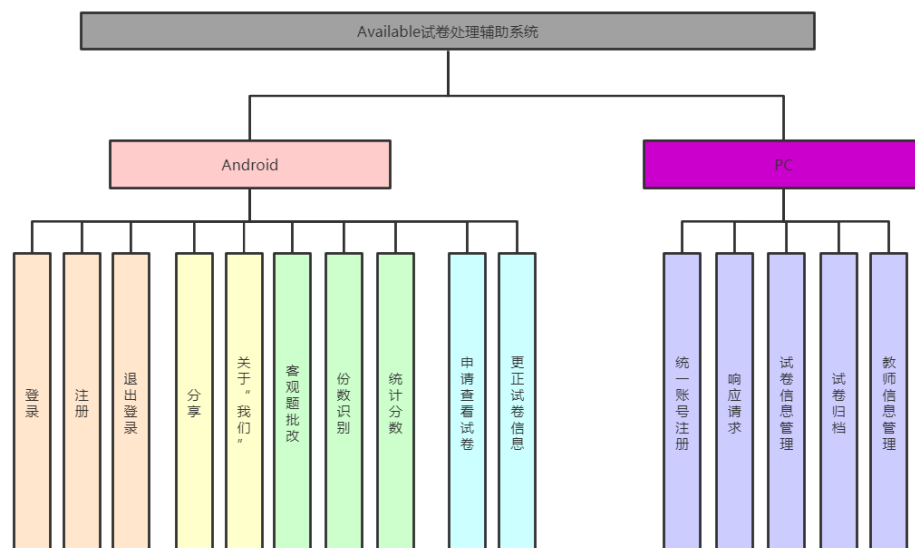 Available试卷处理辅助系统
Android
PC
登录
注册
退出登录
分享
关于"我们"
客观题批改
份数识别
统计分数
申请查看试卷
更正试卷信息
统一账号注册
响应请求
试卷信息管理
试卷归档
教师信息管理